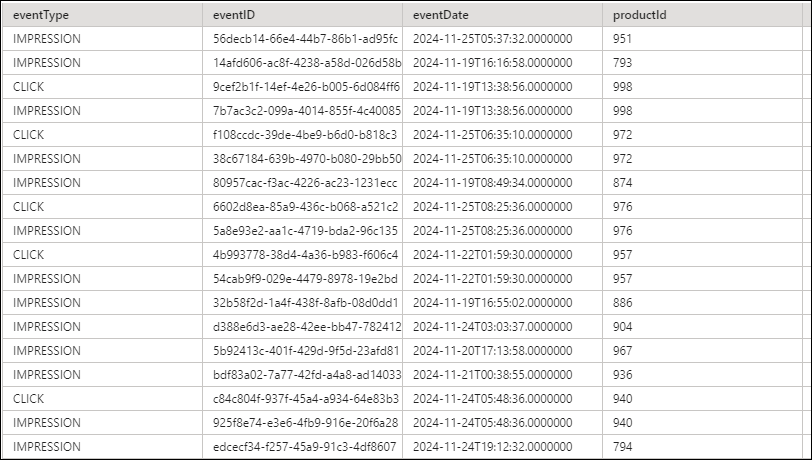 eventType eventID eventDate productId
IMPRESSION 56decb14-66e4-44b7-86b1-ad95fc 2024-11-25T05:37:32.0000000 951
IMPRESSION 14afd606-ac8f-4238-a58d-026d58b 2024-11-19T16:16:58.0000000 793
CLICK 9cef2b1f-14ef-4e26-b005-6d084ff6 2024-11-19T13:38:56.0000000 998
IMPRESSION 7b7ac3c2-099a-4014-855f-4c40085 2024-11-19T13:38:56.0000000 998
CLICK f108ccdc-39de-4be9-b6d0-b818c3 2024-11-25T06:35:10.0000000 972
IMPRESSION 38c67184-639b-4970-b080-29bb50 2024-11-25T06:35:10.0000000 972
IMPRESSION 80957cac-f3ac-4226-ac23-1231ecc 2024-11-19T08:49:34.0000000 874
CLICK 6602d8ea-85a9-436c-b068-a521c2 2024-11-25T08:25:36.0000000 976
IMPRESSION 5a8e93e2-aa1c-4719-bda2-96c135 2024-11-25T08:25:36.0000000 976
CLICK 4b993778-38d4-4a36-b983-f606c4 2024-11-22T01:59:30.0000000 957
IMPRESSION 54cab9f9-029e-4479-8978-19e2bd 2024-11-22T01:59:30.0000000 957
IMPRESSION 32b58f2d-1a4f-438f-8afb-08d0dd1 2024-11-19T16:55:02.0000000 886
IMPRESSION d388e6d3-ae28-42ee-bb47-782412 2024-11-24T03:03:37.0000000 904
IMPRESSION 5b92413c-401f-429d-9f5d-23afd81 2024-11-20T17:13:58.0000000 967
IMPRESSION bdf83a02-7a77-42fd-a4a8-ad14033 2024-11-21T00:38:55.0000000 936
CLICK c84c804f-937f-45a4-a934-64e83b3 2024-11-24T05:48:36.0000000 940
IMPRESSION 925f8e74-e3e6-4fb9-916e-20f6a28 2024-11-24T05:48:36.0000000 940
IMPRESSION edcecf34-f257-45a9-91c3-4df8607 2024-11-24T19:12:32.0000000 794